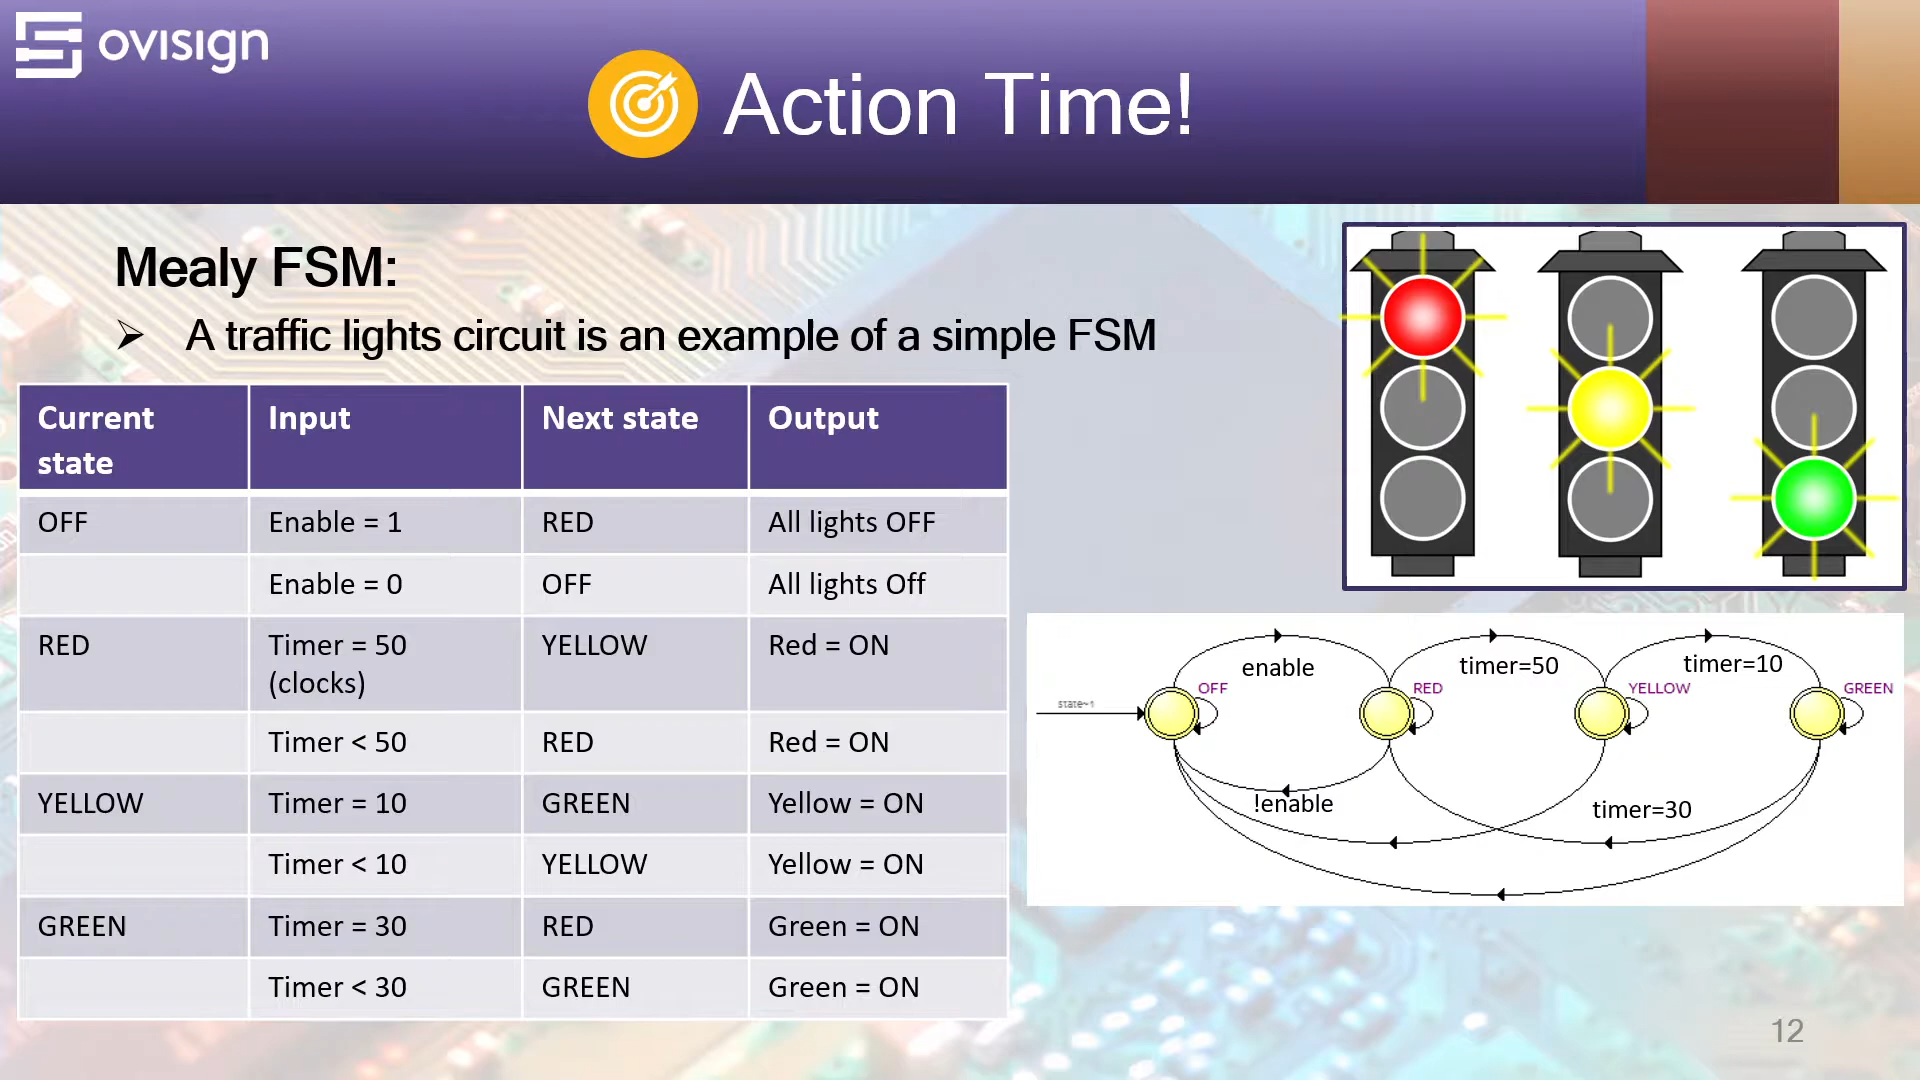 ovisign
Action Time!
Mealy FSM:
A traffic lights circuit is an example of a simple FSM
Current state | Input | Next state | Output
OFF | Enable = 1 | RED | All lights OFF
Enable = 0 | OFF | All lights Off
RED | Timer = 50 (clocks) | YELLOW | Red = ON
Timer < 50 | RED | Red = ON
YELLOW | Timer = 10 | GREEN | Yellow = ON
Timer < 10 | YELLOW | Yellow = ON
GREEN | Timer = 30 | RED | Green = ON
Timer < 30 | GREEN | Green = ON
enable
timer=50
timer=10
state~1
OFF
RED
YELLOW
GREEN
!enable
timer=30
12